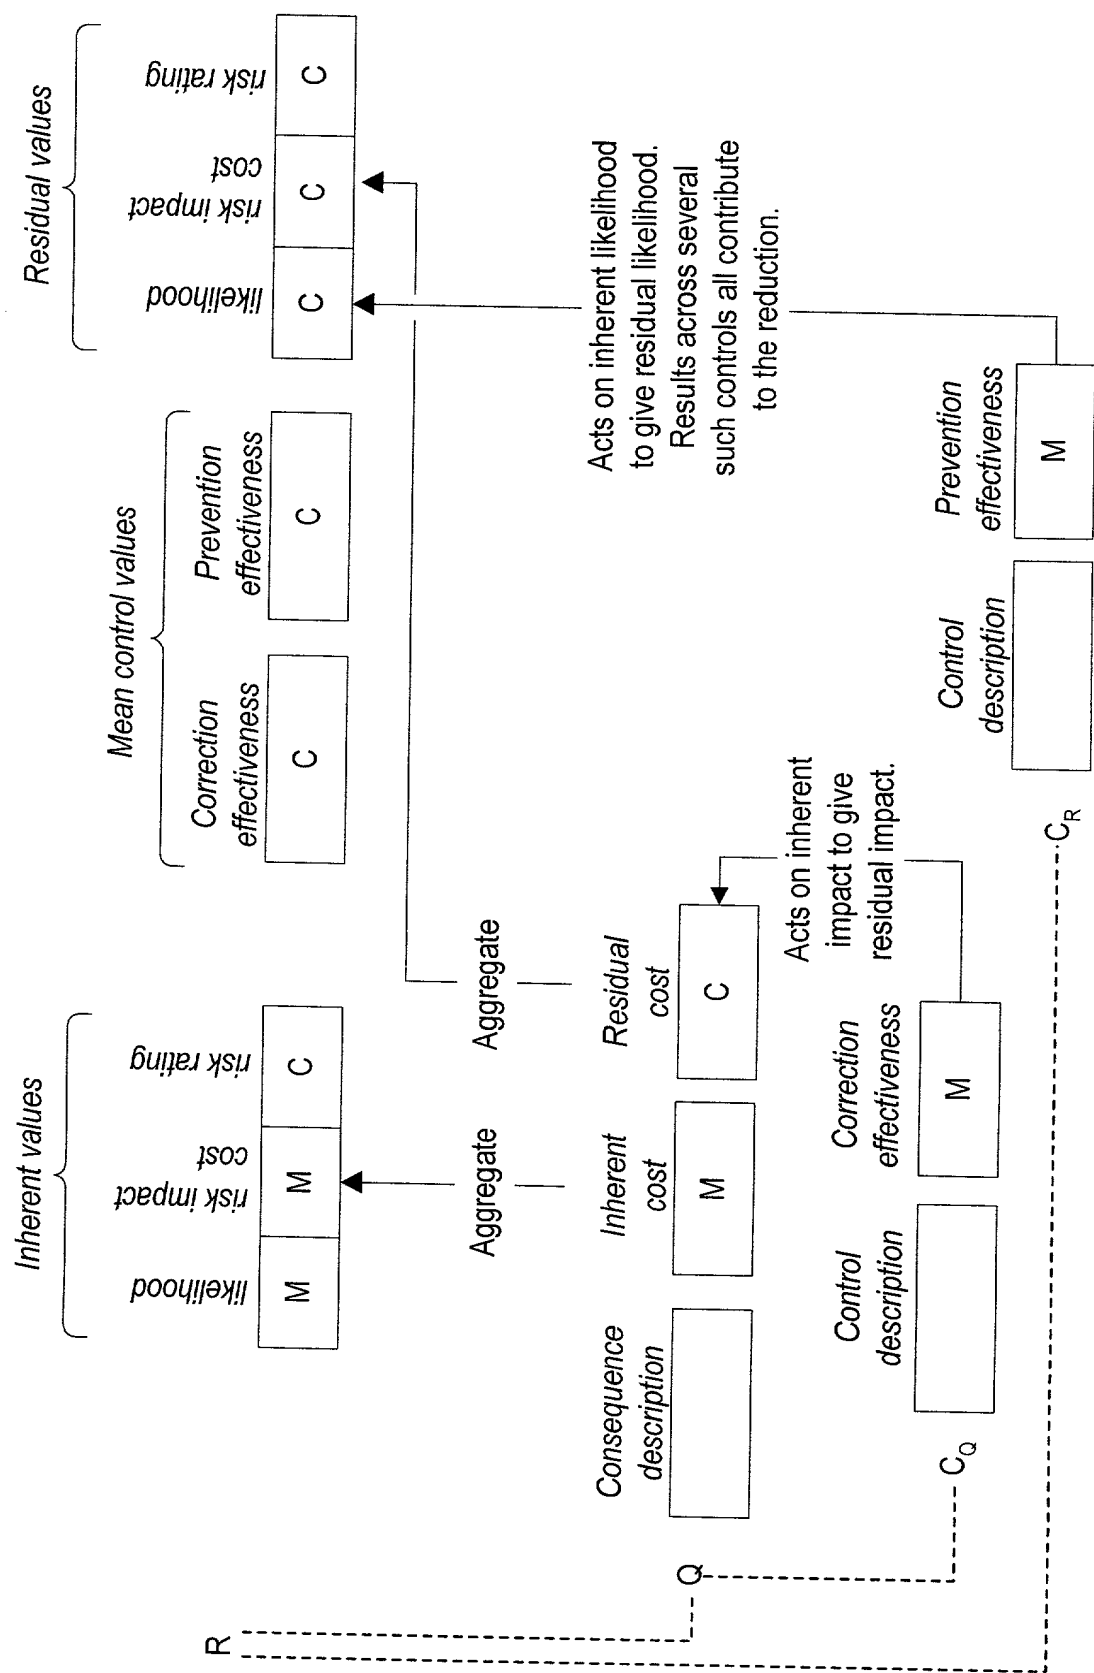 R
Inherent values
likelihood
risk impact
cost
risk rating
M
M
C
Mean control values
Correction
effectiveness
C
Prevention
effectiveness
C
Residual values
likelihood
risk impact
cost
risk rating
C
C
C
Aggregate
Aggregate
Q
Consequence
description
Inherent
cost
M
Residual
cost
C
Acts on inherent
impact to give
residual impact.
Acts on inherent likelihood
to give residual likelihood.
Results across several
such controls all contribute
to the reduction.
CQ
Control
description
Correction
effectiveness
M
CR
Control
description
Prevention
effectiveness
M